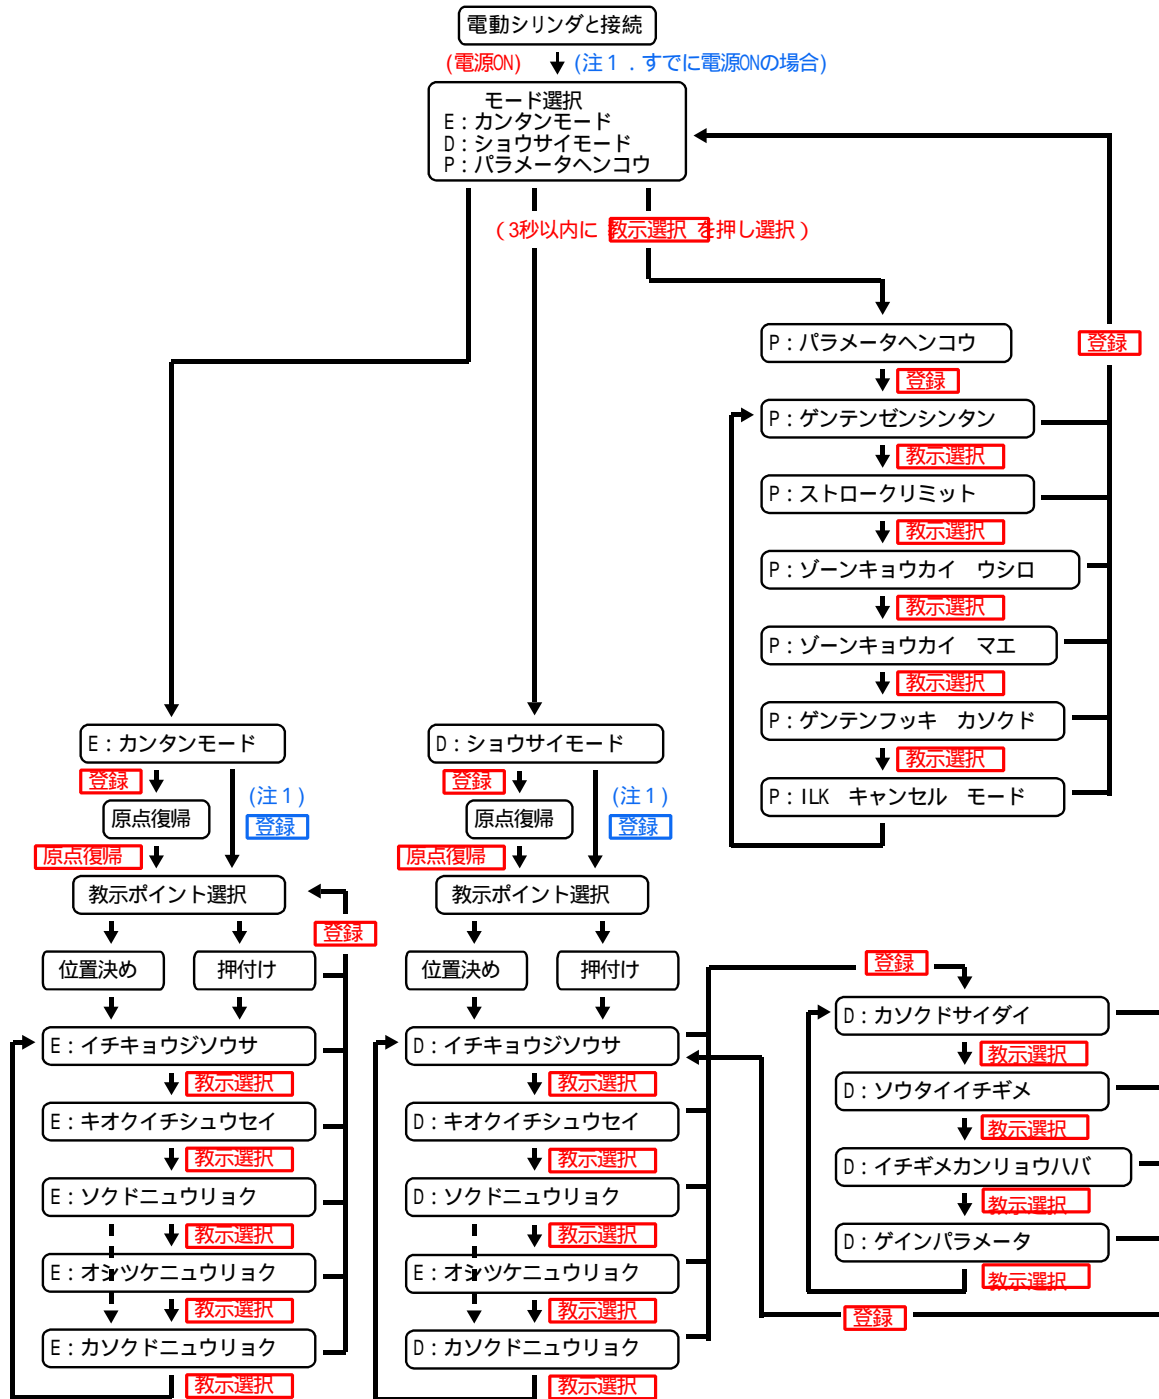 電動シリンダと接続
(電源ON)
(注１．すでに電源ONの場合)
モード選択
E：カンタンモード
D：ショウサイモード
P：パラメータヘンコウ
（3秒以内に 教示選択 を押し選択）
P：パラメータヘンコウ
登録
登録
P：ゲンテンゼンシンタン
教示選択
P：ストロークリミット
教示選択
P：ゾーンキョウカイ　ウシロ
教示選択
P：ゾーンキョウカイ　マエ
教示選択
P：ゲンテンフッキ　カソクド
教示選択
P：ILK　キャンセル　モード
E：カンタンモード
登録
(注１)
登録
原点復帰
原点復帰
教示ポイント選択
登録
位置決め
押付け
E：イチキョウジソウサ
教示選択
E：キオクイチシュウセイ
教示選択
E：ソクドニュウリョク
教示選択
E：オシツケニュウリョク
教示選択
E：カソクドニュウリョク
教示選択
D：ショウサイモード
登録
(注１)
登録
原点復帰
原点復帰
教示ポイント選択
位置決め
押付け
D：イチキョウジソウサ
教示選択
D：キオクイチシュウセイ
教示選択
D：ソクドニュウリョク
教示選択
E：オシツケニュウリョク
教示選択
D：カソクドニュウリョク
教示選択
登録
D：カソクドサイダイ
教示選択
D：ソウタイイチギメ
教示選択
D：イチギメカンリョウハバ
教示選択
D：ゲインパラメータ
教示選択
登録